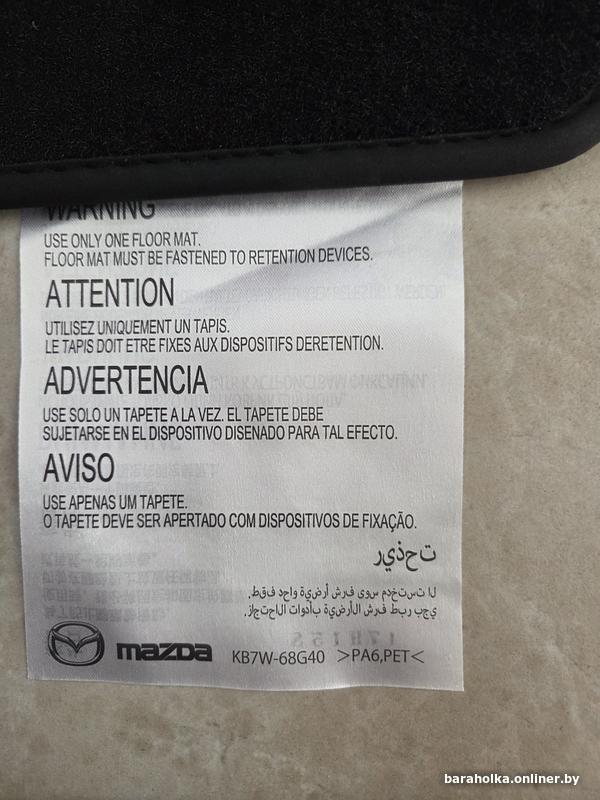 WARNING
USE ONLY ONE FLOOR MAT.
FLOOR MAT MUST BE FASTENED TO RETENTION DEVICES.
ATTENTION
UTILISEZ UNIQUEMENT UN TAPIS.
LE TAPIS DOIT ETRE FIXES AUX DISPOSITIFS DERETENTION.
ADVERTENCIA
USE SOLO UN TAPETE A LA VEZ. EL TAPETE DEBE
SUJETARSE EN EL DISPOSITIVO DISENADO PARA TAL EFECTO.
AVISO
USE APENAS UM TAPETE.
O TAPETE DEVE SER APERTADO COM DISPOSITIVOS DE FIXAÇÃO.
تحذير
لا تستخدم سوى فرش أرضية واحد فقط.
يجب ربط فرش الأرضية بأدوات الاحتجاز.
mazda KB7W-68G40 >PA6,PET<
baraholka.onliner.by